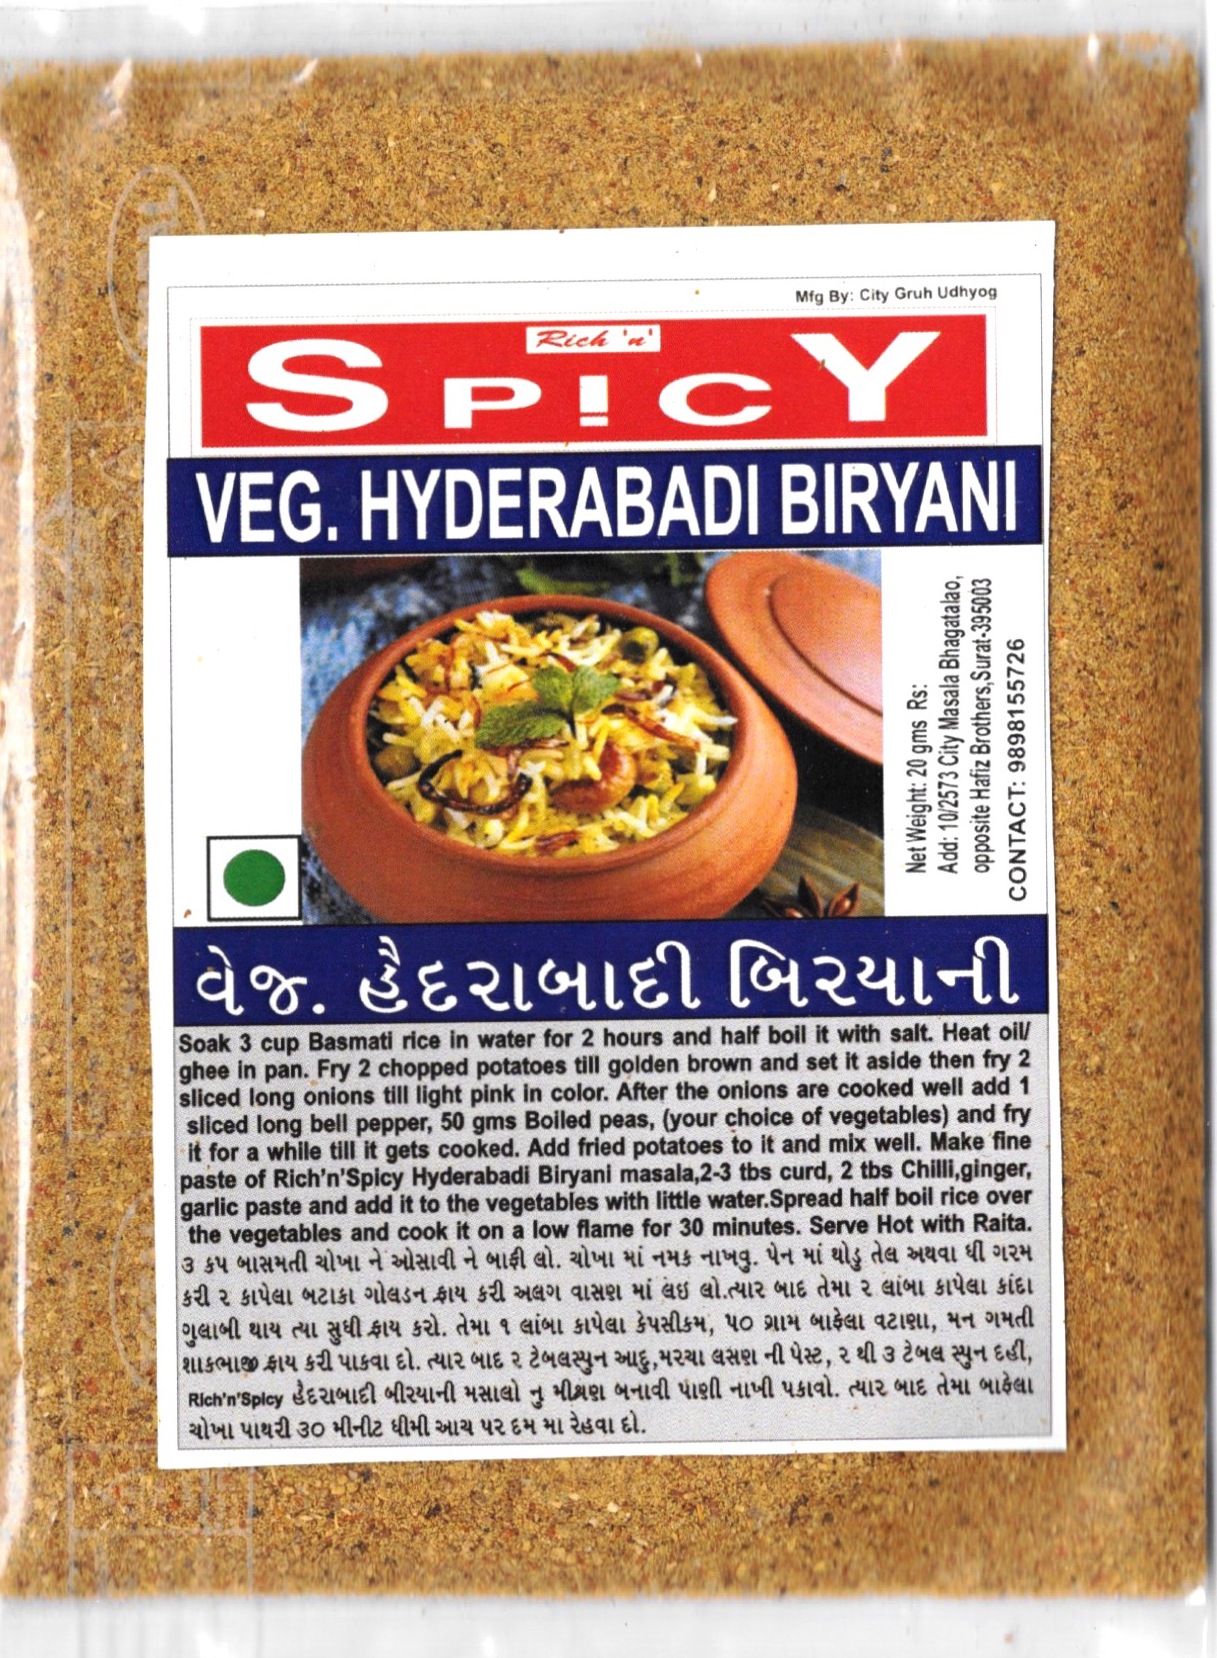 Mfg By: City Gruh Udhyog
Rich 'n'
SPICY
VEG. HYDERABADI BIRYANI
Net Weight: 20 gms Rs:
Add: 10/2573 City Masala Bhagatalao,
opposite Hafiz Brothers,Surat-395003
CONTACT: 9898155726
વેજ. હૈદરાબાદી બિરયાની
Soak 3 cup Basmati rice in water for 2 hours and half boil it with salt. Heat oil/
ghee in pan. Fry 2 chopped potatoes till golden brown and set it aside then fry 2
sliced long onions till light pink in color. After the onions are cooked well add 1
sliced long bell pepper, 50 gms Boiled peas, (your choice of vegetables) and fry
it for a while till it gets cooked. Add fried potatoes to it and mix well. Make fine
paste of Rich'n'Spicy Hyderabadi Biryani masala,2-3 tbs curd, 2 tbs Chilli,ginger,
garlic paste and add it to the vegetables with little water.Spread half boil rice over
the vegetables and cook it on a low flame for 30 minutes. Serve Hot with Raita.
૩ કપ બાસમતી ચોખા ને ઓસાવી ને બાફી લો. ચોખા માં નમક નાખવુ. પેન માં થોડુ તેલ અથવા ઘી ગરમ
કરી ૨ કાપેલા બટાકા ગોલડન ફ્રાય કરી અલગ વાસણ માં લઇ લો.ત્યાર બાદ તેમા ૨ લાંબા કાપેલા કાંદા
ગુલાબી થાય ત્યા સુધી ફ્રાય કરો. તેમા ૧ લાંબા કાપેલા કેપસીકમ, ૫૦ ગ્રામ બાફેલા વટાણા, મન ગમતી
શાકભાજી ફ્રાય કરી પાકવા દો. ત્યાર બાદ ૨ ટેબલસ્પુન આદુ,મરચા લસણ ની પેસ્ટ, ૨ થી ૩ ટેબલ સ્પુન દહીં,
Rich'n'Spicy હૈદરાબાદી બીરયાની મસાલો નુ મીશ્રણ બનાવી પાણી નાખી પકાવો. ત્યાર બાદ તેમા બાફેલા
ચોખા પાથરી ૩૦ મીનીટ ધીમી આચ પર દમ મા રેહવા દો.